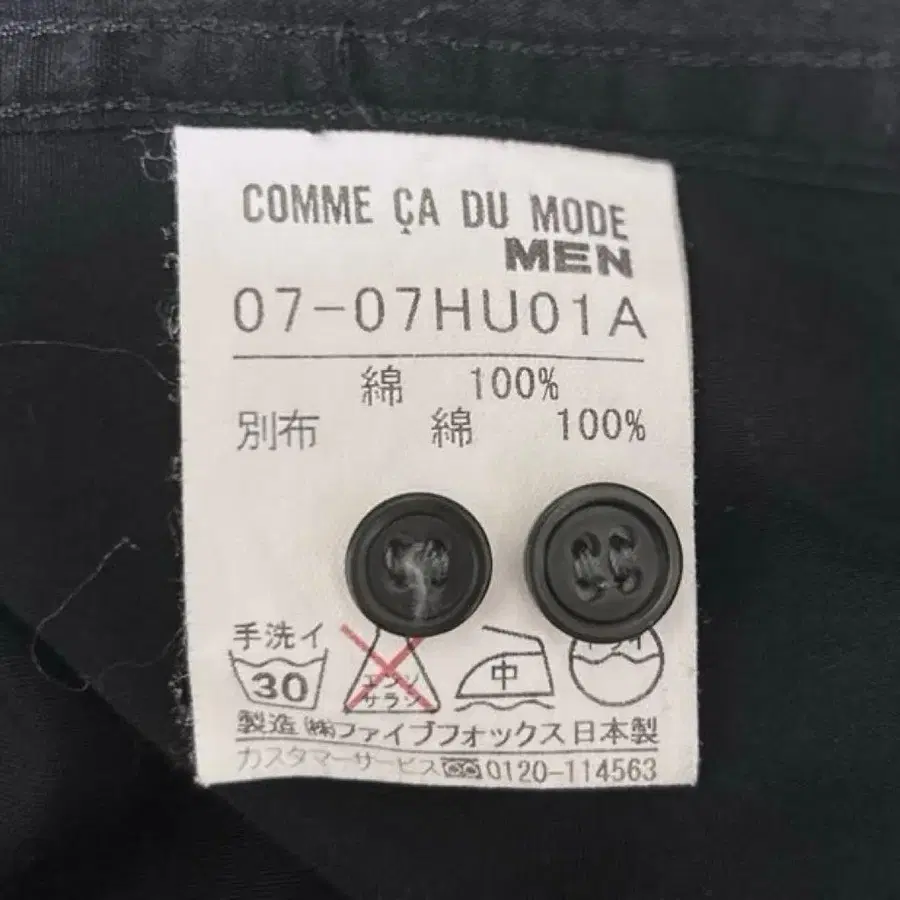 COMME ÇA DU MODE
MEN
07-07HU01A
綿 100%
別布 綿 100%
手洗イ
30
エンソ
サラシ
中
製造 ㈱ファイブフォックス 日本製
カスタマーサービス 0120-114563